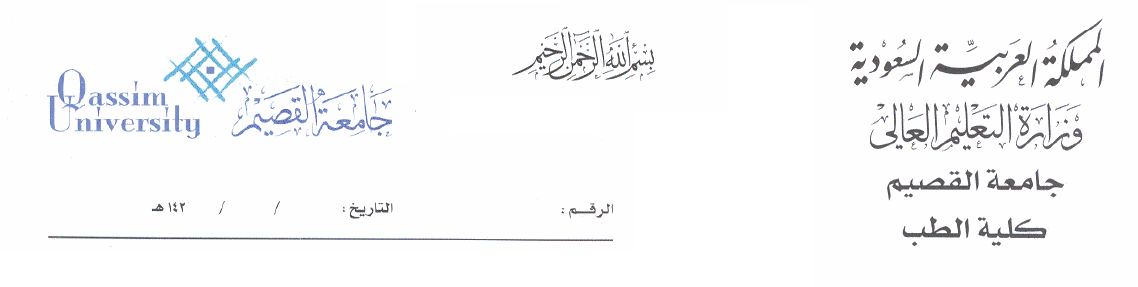 بسم الله الرحمن الرحيم
المملكة العربية السعودية
وزارة التعليم العالي
جامعة القصيم
كلية الطب
Qassim
University
جامعة القصيم
الرقم :
التاريخ : / / ١٤٢ هـ